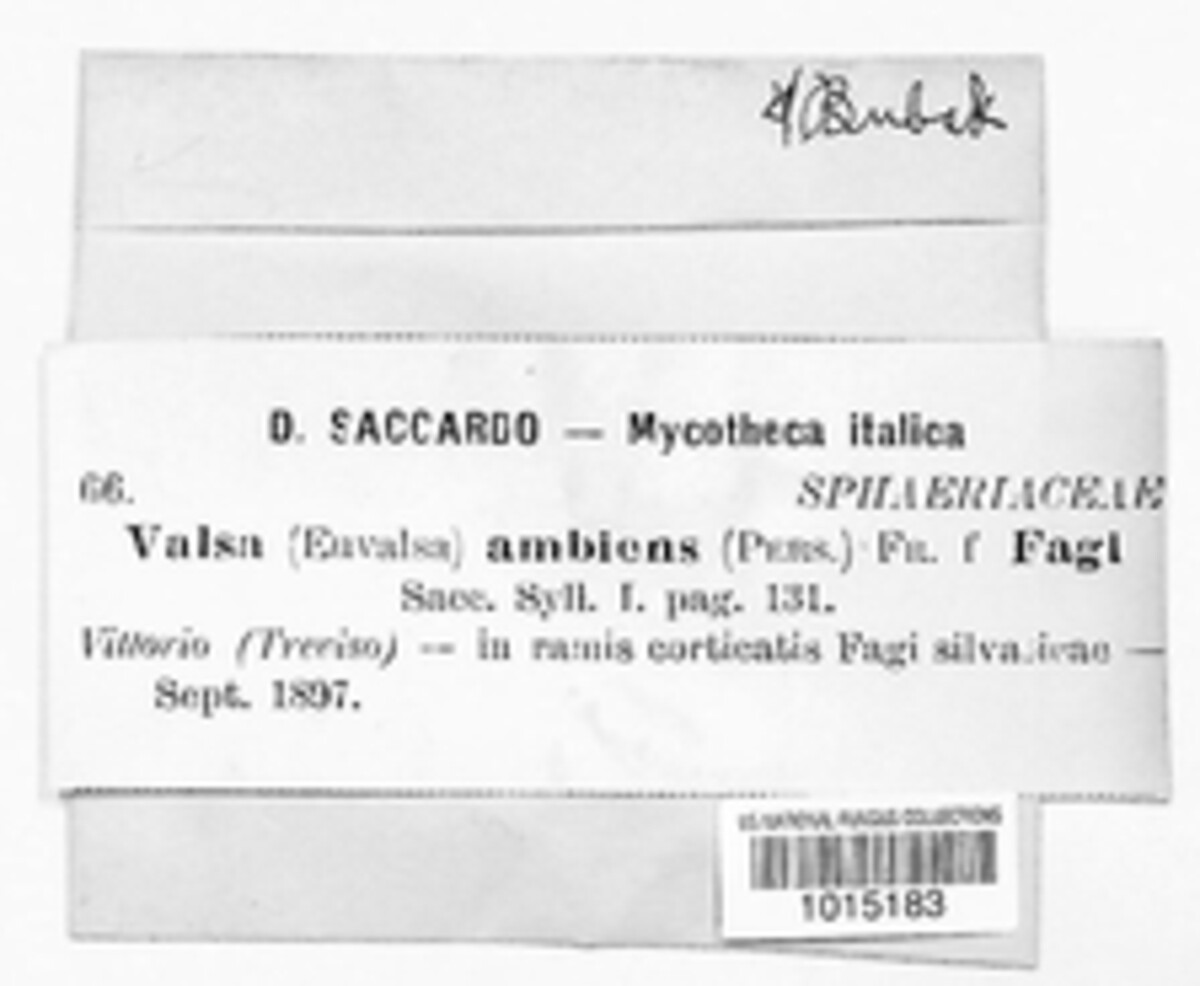 Bubak
D. SACCARDO — Mycotheca italica
66.
SPHAERIACEAE
Valsa (Euvalsa) ambiens (PERS.) FR. f Fagi
Sacc. Syll. I. pag. 131.
Vittorio (Treviso) — in ramis corticatis Fagi silvaticae —
Sept. 1897.
US NATIONAL FUNGUS COLLECTIONS
1015183